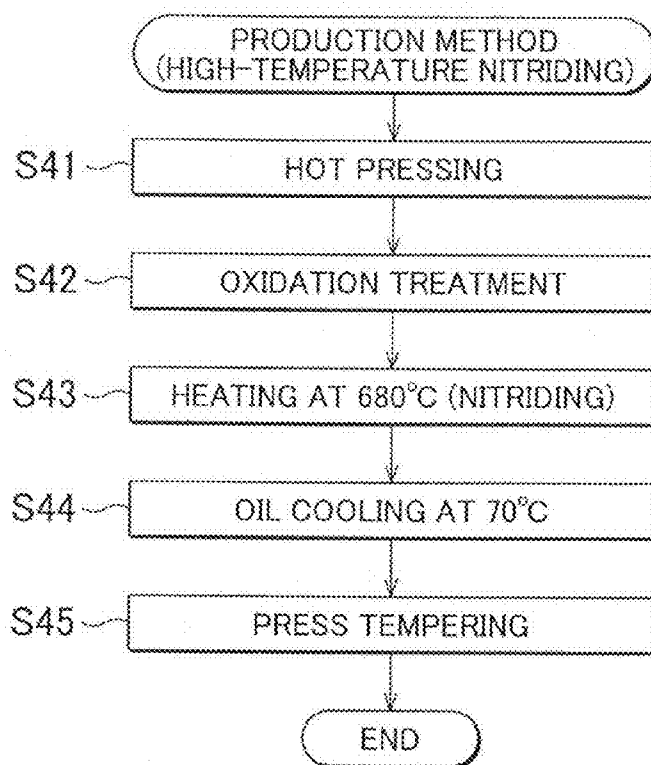 PRODUCTION METHOD
(HIGH-TEMPERATURE NITRIDING)
S41 HOT PRESSING
S42 OXIDATION TREATMENT
S43 HEATING AT 680°C (NITRIDING)
S44 OIL COOLING AT 70°C
S45 PRESS TEMPERING
END